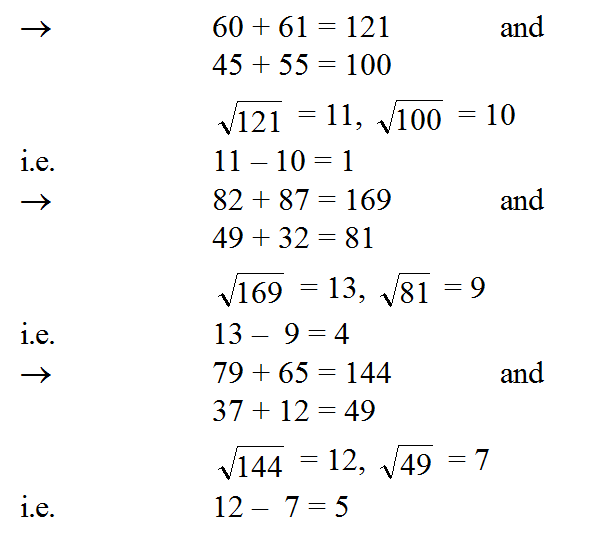 → 60 + 61 = 121 and
45 + 55 = 100
√121 = 11, √100 = 10
i.e. 11 – 10 = 1
→ 82 + 87 = 169 and
49 + 32 = 81
√169 = 13, √81 = 9
i.e. 13 – 9 = 4
→ 79 + 65 = 144 and
37 + 12 = 49
√144 = 12, √49 = 7
i.e. 12 – 7 = 5